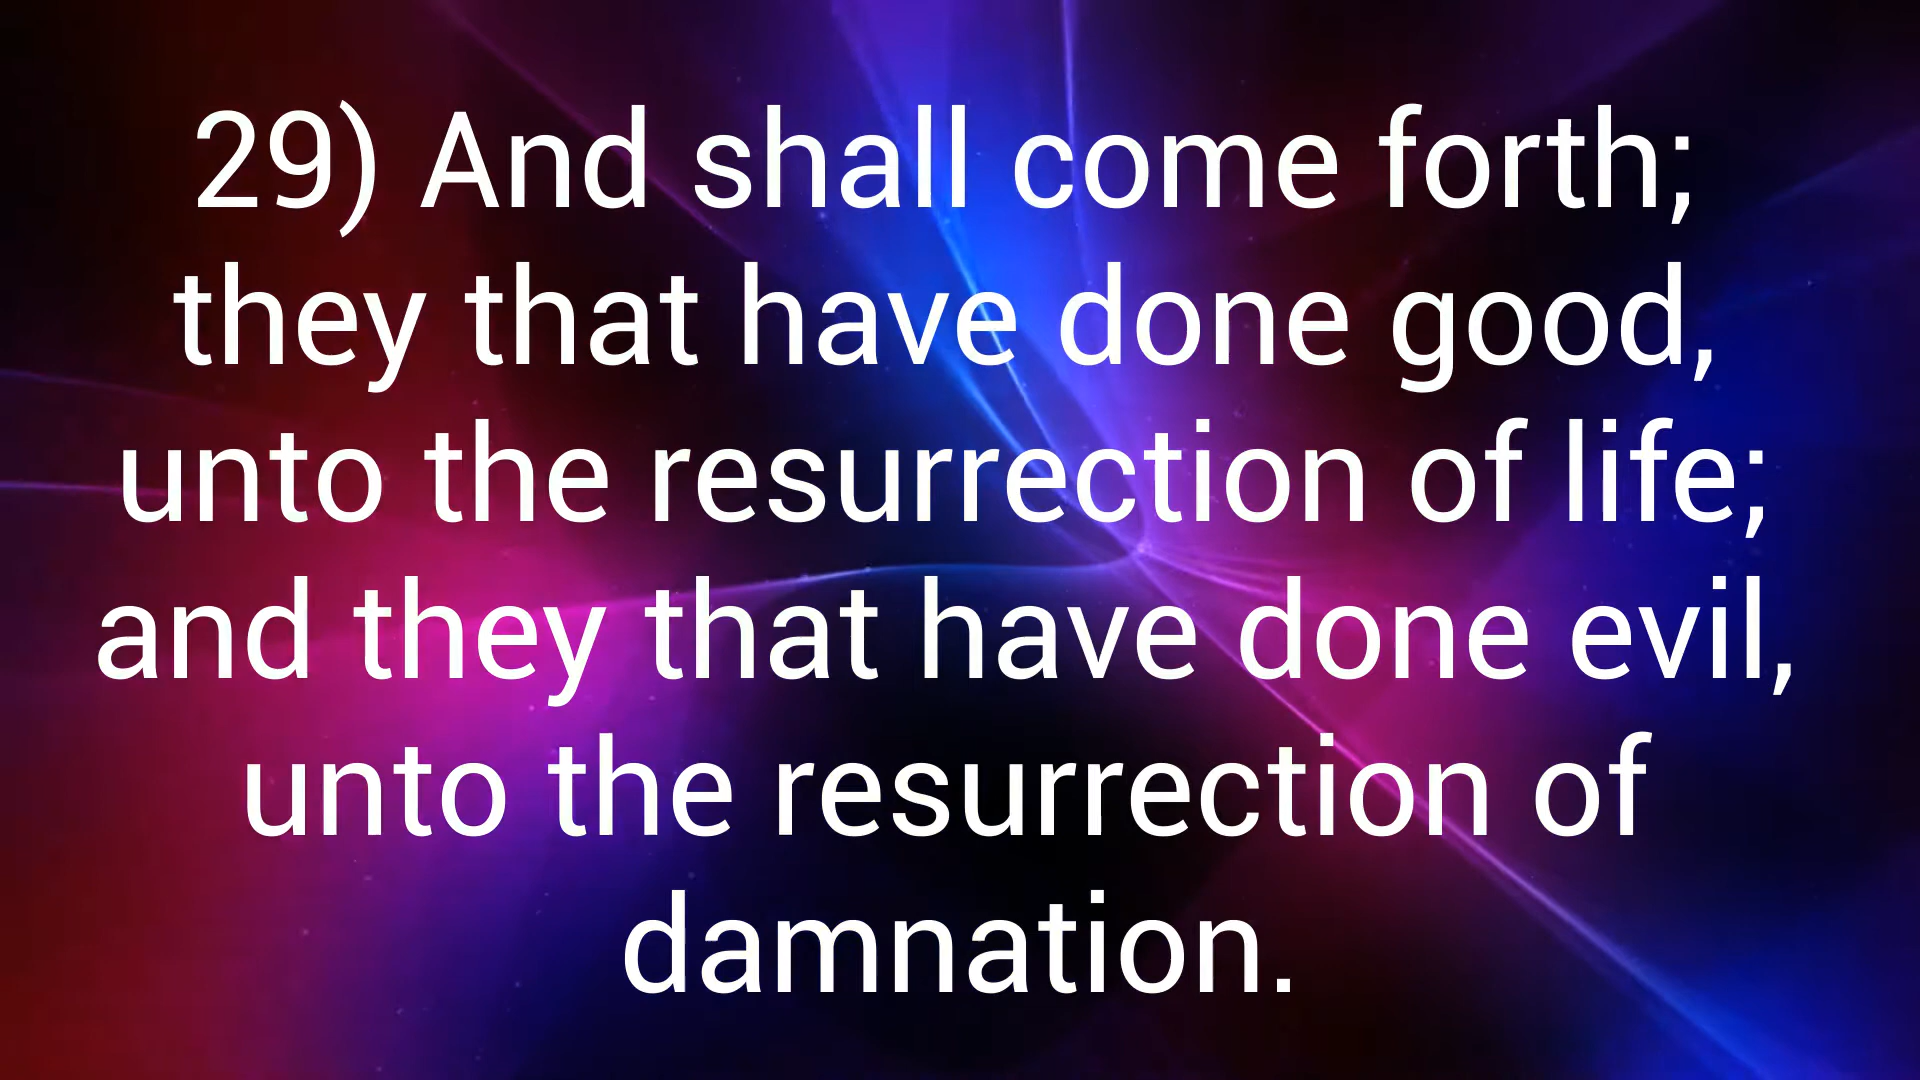 29) And shall come forth;
they that have done good,
unto the resurrection of life;
and they that have done evil,
unto the resurrection of
damnation.